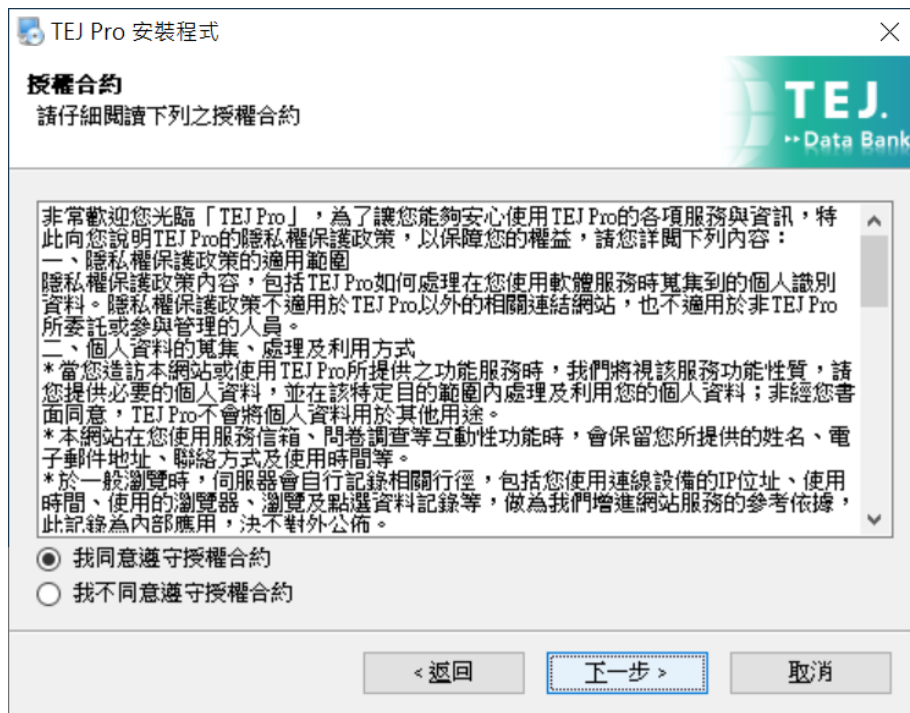 TEJ Pro 安裝程式
授權合約
請仔細閱讀下列之授權合約
TEJ.
Data Bank
非常歡迎您光臨「TEJ Pro」，為了讓您能夠安心使用TEJ Pro的各項服務與資訊，特
此向您說明TEJ Pro的隱私權保護政策，以保障您的權益，請您詳閱下列內容：
一、隱私權保護政策的適用範圍
隱私權保護政策內容，包括TEJ Pro如何處理在您使用軟體服務時蒐集到的個人識別
資料。隱私權保護政策不適用於TEJ Pro以外的相關連結網站，也不適用於非TEJ Pro
所委託或參與管理的人員。
二、個人資料的蒐集、處理及利用方式
*當您造訪本網站或使用TEJ Pro所提供之功能服務時，我們將視該服務功能性質，請
您提供必要的個人資料，並在該特定目的範圍內處理及利用您的個人資料；非經您書
面同意，TEJ Pro不會將個人資料用於其他用途。
*本網站在您使用服務信箱、問卷調查等互動性功能時，會保留您所提供的姓名、電
子郵件地址、聯絡方式及使用時間等。
*於一般瀏覽時，伺服器會自行記錄相關行徑，包括您使用連線設備的IP位址、使用
時間、使用的瀏覽器、瀏覽及點選資料記錄等，做為我們增進網站服務的參考依據，
此記錄為內部應用，決不對外公佈。
我同意遵守授權合約
我不同意遵守授權合約
<返回
下一步 >
取消